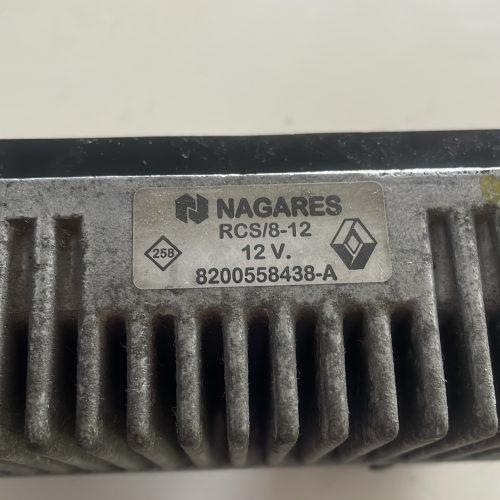 NAGARES
RCS/8-12
258
12 V.
8200558438-A